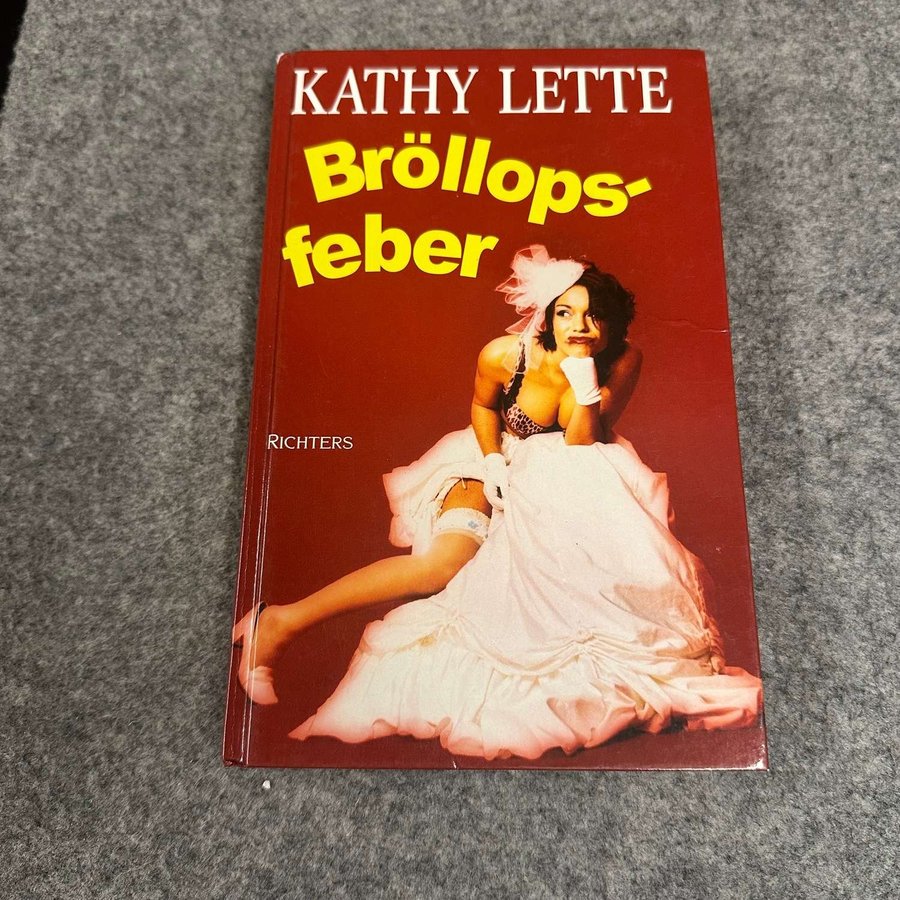 KATHY LETTE
Bröllops-
feber
RICHTERS